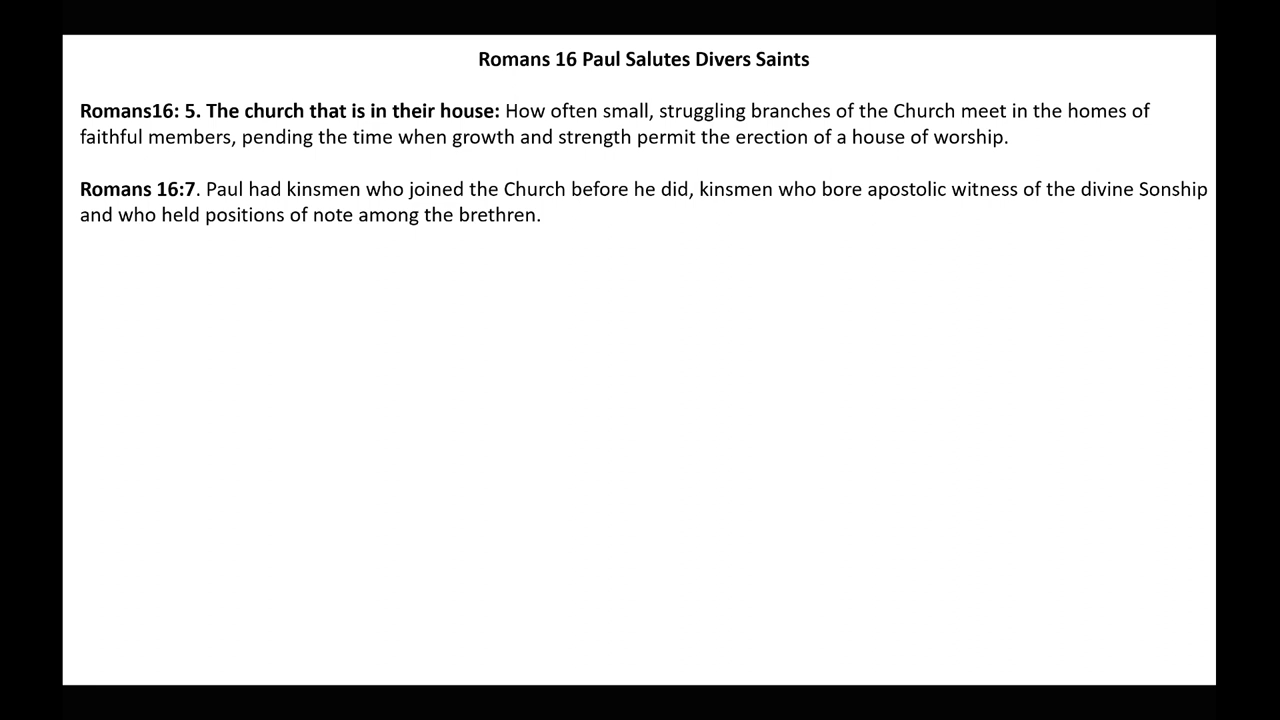 Romans 16 Paul Salutes Divers Saints
Romans16: 5. The church that is in their house: How often small, struggling branches of the Church meet in the homes of
faithful members, pending the time when growth and strength permit the erection of a house of worship.
Romans 16:7. Paul had kinsmen who joined the Church before he did, kinsmen who bore apostolic witness of the divine Sonship
and who held positions of note among the brethren.